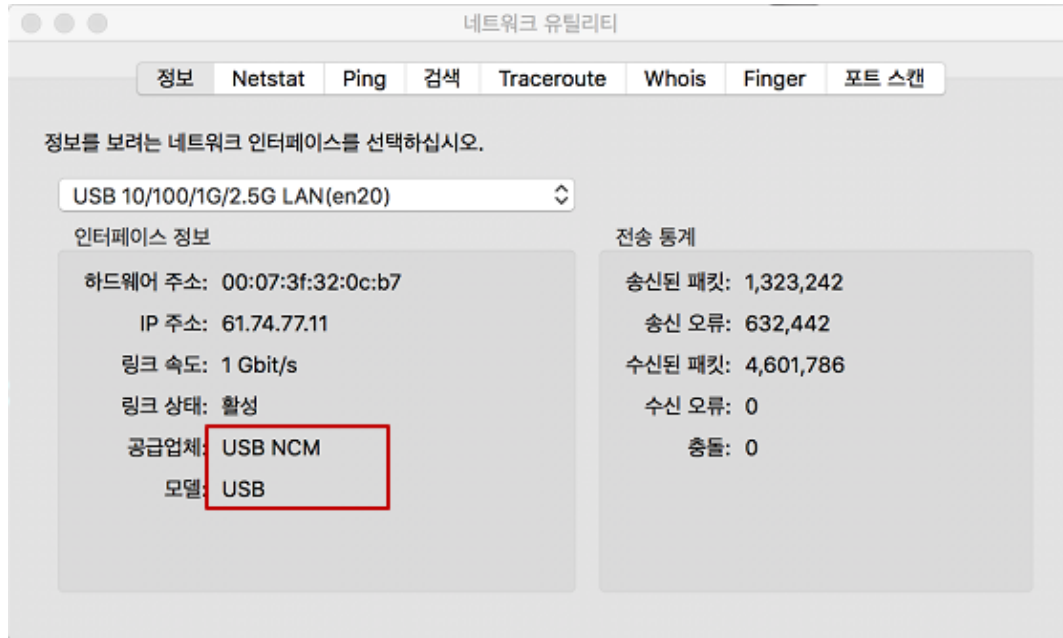 네트워크 유틸리티
정보 Netstat Ping 검색 Traceroute Whois Finger 포트 스캔
정보를 보려는 네트워크 인터페이스를 선택하십시오.
USB 10/100/1G/2.5G LAN(en20)
인터페이스 정보
하드웨어 주소: 00:07:3f:32:0c:b7
IP 주소: 61.74.77.11
링크 속도: 1 Gbit/s
링크 상태: 활성
공급업체: USB NCM
모델: USB
전송 통계
송신된 패킷: 1,323,242
송신 오류: 632,442
수신된 패킷: 4,601,786
수신 오류: 0
충돌: 0